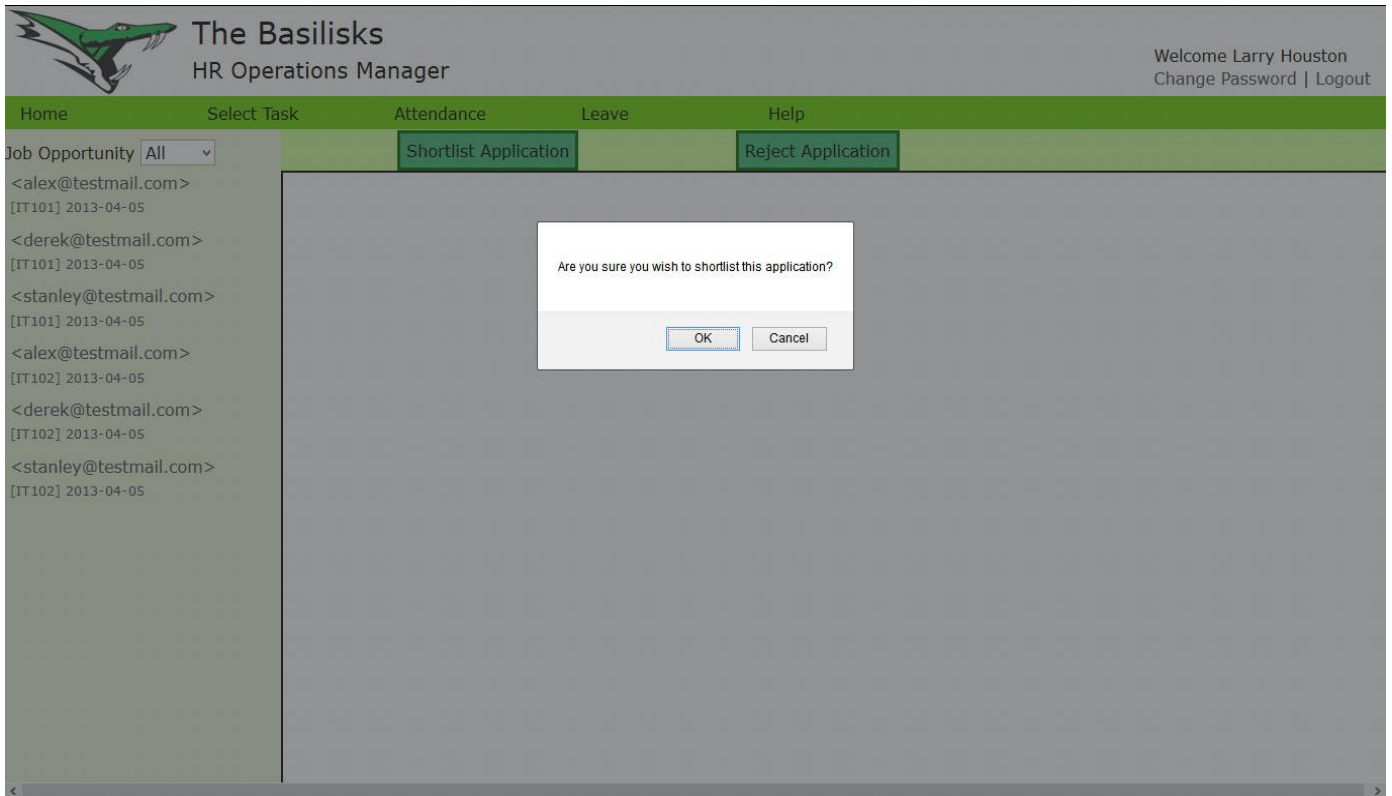 The Basilisks
HR Operations Manager
Welcome Larry Houston
Change Password | Logout
Home Select Task Attendance Leave Help
Job Opportunity All
Shortlist Application Reject Application
<alex@testmail.com>
[IT101] 2013-04-05
<derek@testmail.com>
[IT101] 2013-04-05
<stanley@testmail.com>
[IT101] 2013-04-05
<alex@testmail.com>
[IT102] 2013-04-05
<derek@testmail.com>
[IT102] 2013-04-05
<stanley@testmail.com>
[IT102] 2013-04-05
Are you sure you wish to shortlist this application?
OK Cancel